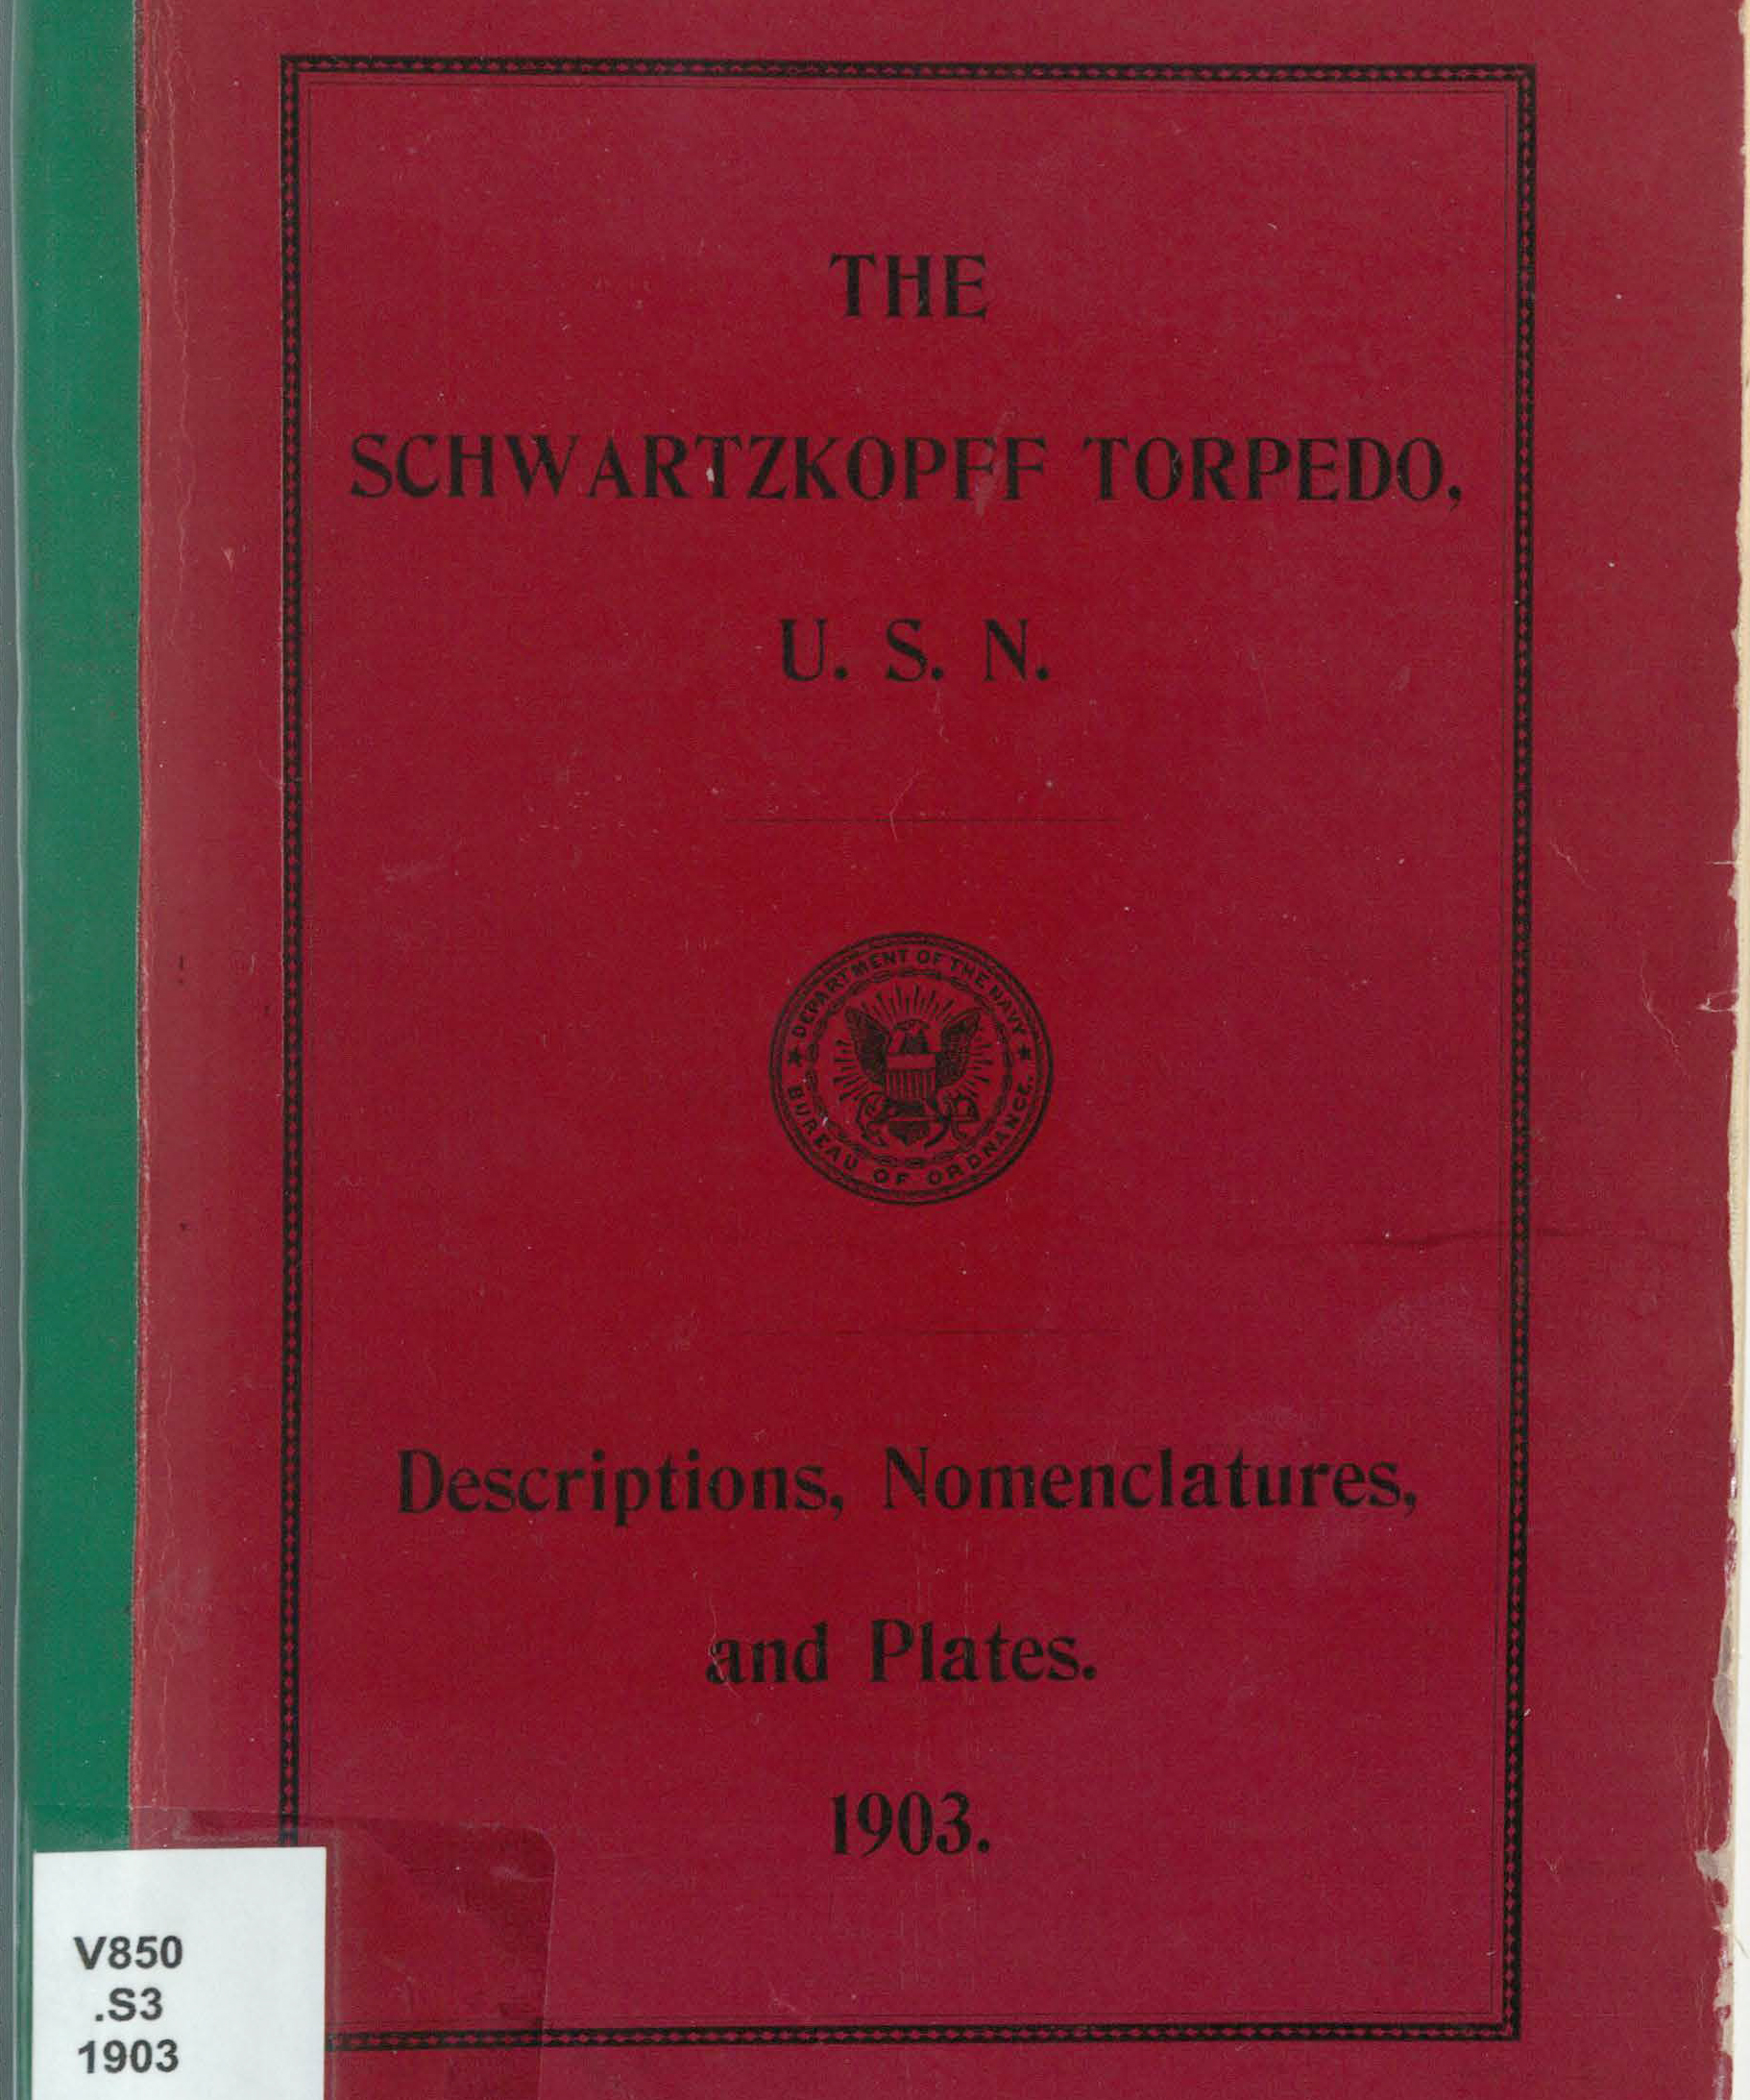 THE
SCHWARTZKOPFF TORPEDO,
U. S. N.
DEPARTMENT OF THE NAVY
BUREAU OF ORDNANCE.
Descriptions, Nomenclatures,
and Plates.
1903.
V850
.S3
1903